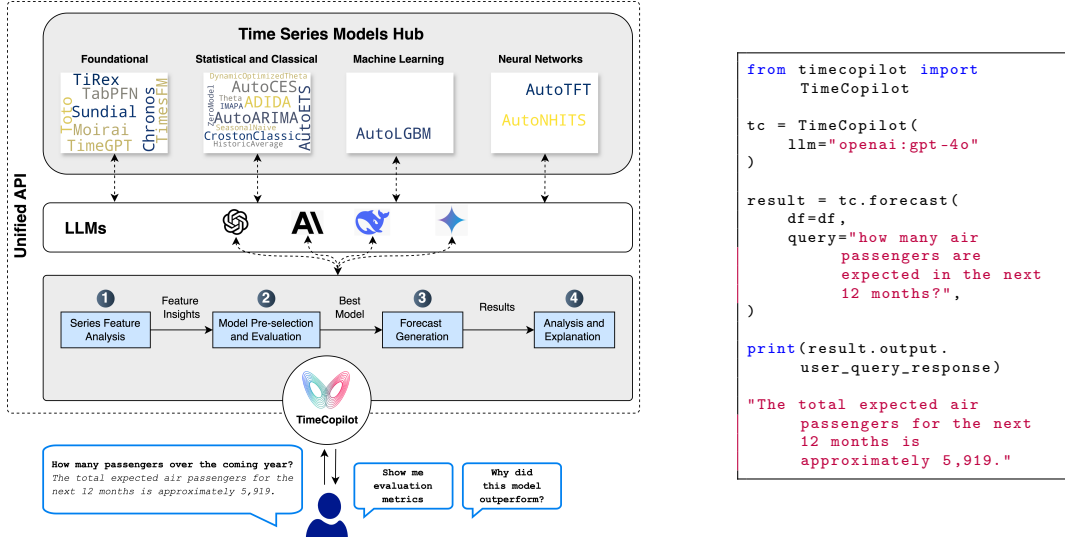 Time Series Models Hub
Foundational
Statistical and Classical
Machine Learning
Neural Networks
TiRex
TabPFN
Toto
Sundial
Moirai
TimeGPT
Chronos
TimesFM
DynamicOptimizedTheta
AutoCES
ZeroModel
Theta
IMAPA
ADIDA
AutoARIMA
SeasonalNaive
CrostonClassic
HistoricAverage
AutoETS
AutoLGBM
AutoTFT
AutoNHITS
Unified API
LLMs
1
Series Feature
Analysis
Feature
Insights
2
Model Pre-selection
and Evaluation
Best
Model
3
Forecast
Generation
Results
4
Analysis and
Explanation
TimeCopilot
How many passengers over the coming year?
The total expected air passengers for the
next 12 months is approximately 5,919.
Show me
evaluation
metrics
Why did
this model
outperform?
from timecopilot import
TimeCopilot
tc = TimeCopilot(
llm="openai:gpt-4o"
)
result = tc.forecast(
df=df,
query="how many air
passengers are
expected in the next
12 months?",
)
print(result.output.
user_query_response)
"The total expected air
passengers for the next
12 months is
approximately 5,919."